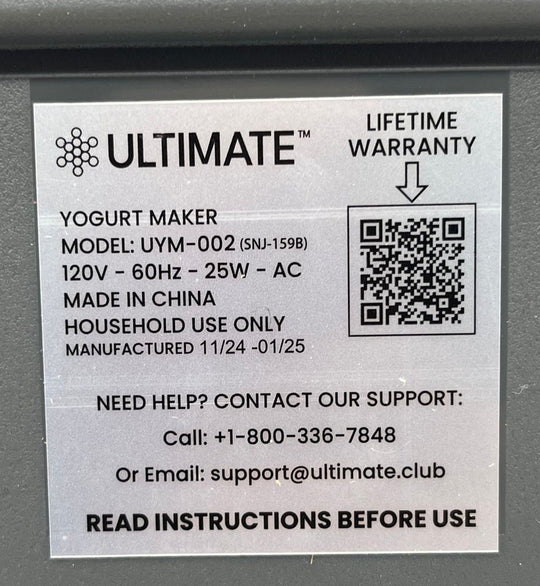 ULTIMATE™
LIFETIME
WARRANTY
YOGURT MAKER
MODEL: UYM-002 (SNJ-159B)
120V - 60Hz - 25W - AC
MADE IN CHINA
HOUSEHOLD USE ONLY
MANUFACTURED 11/24 -01/25
NEED HELP? CONTACT OUR SUPPORT:
Call: +1-800-336-7848
Or Email: support@ultimate.club
READ INSTRUCTIONS BEFORE USE